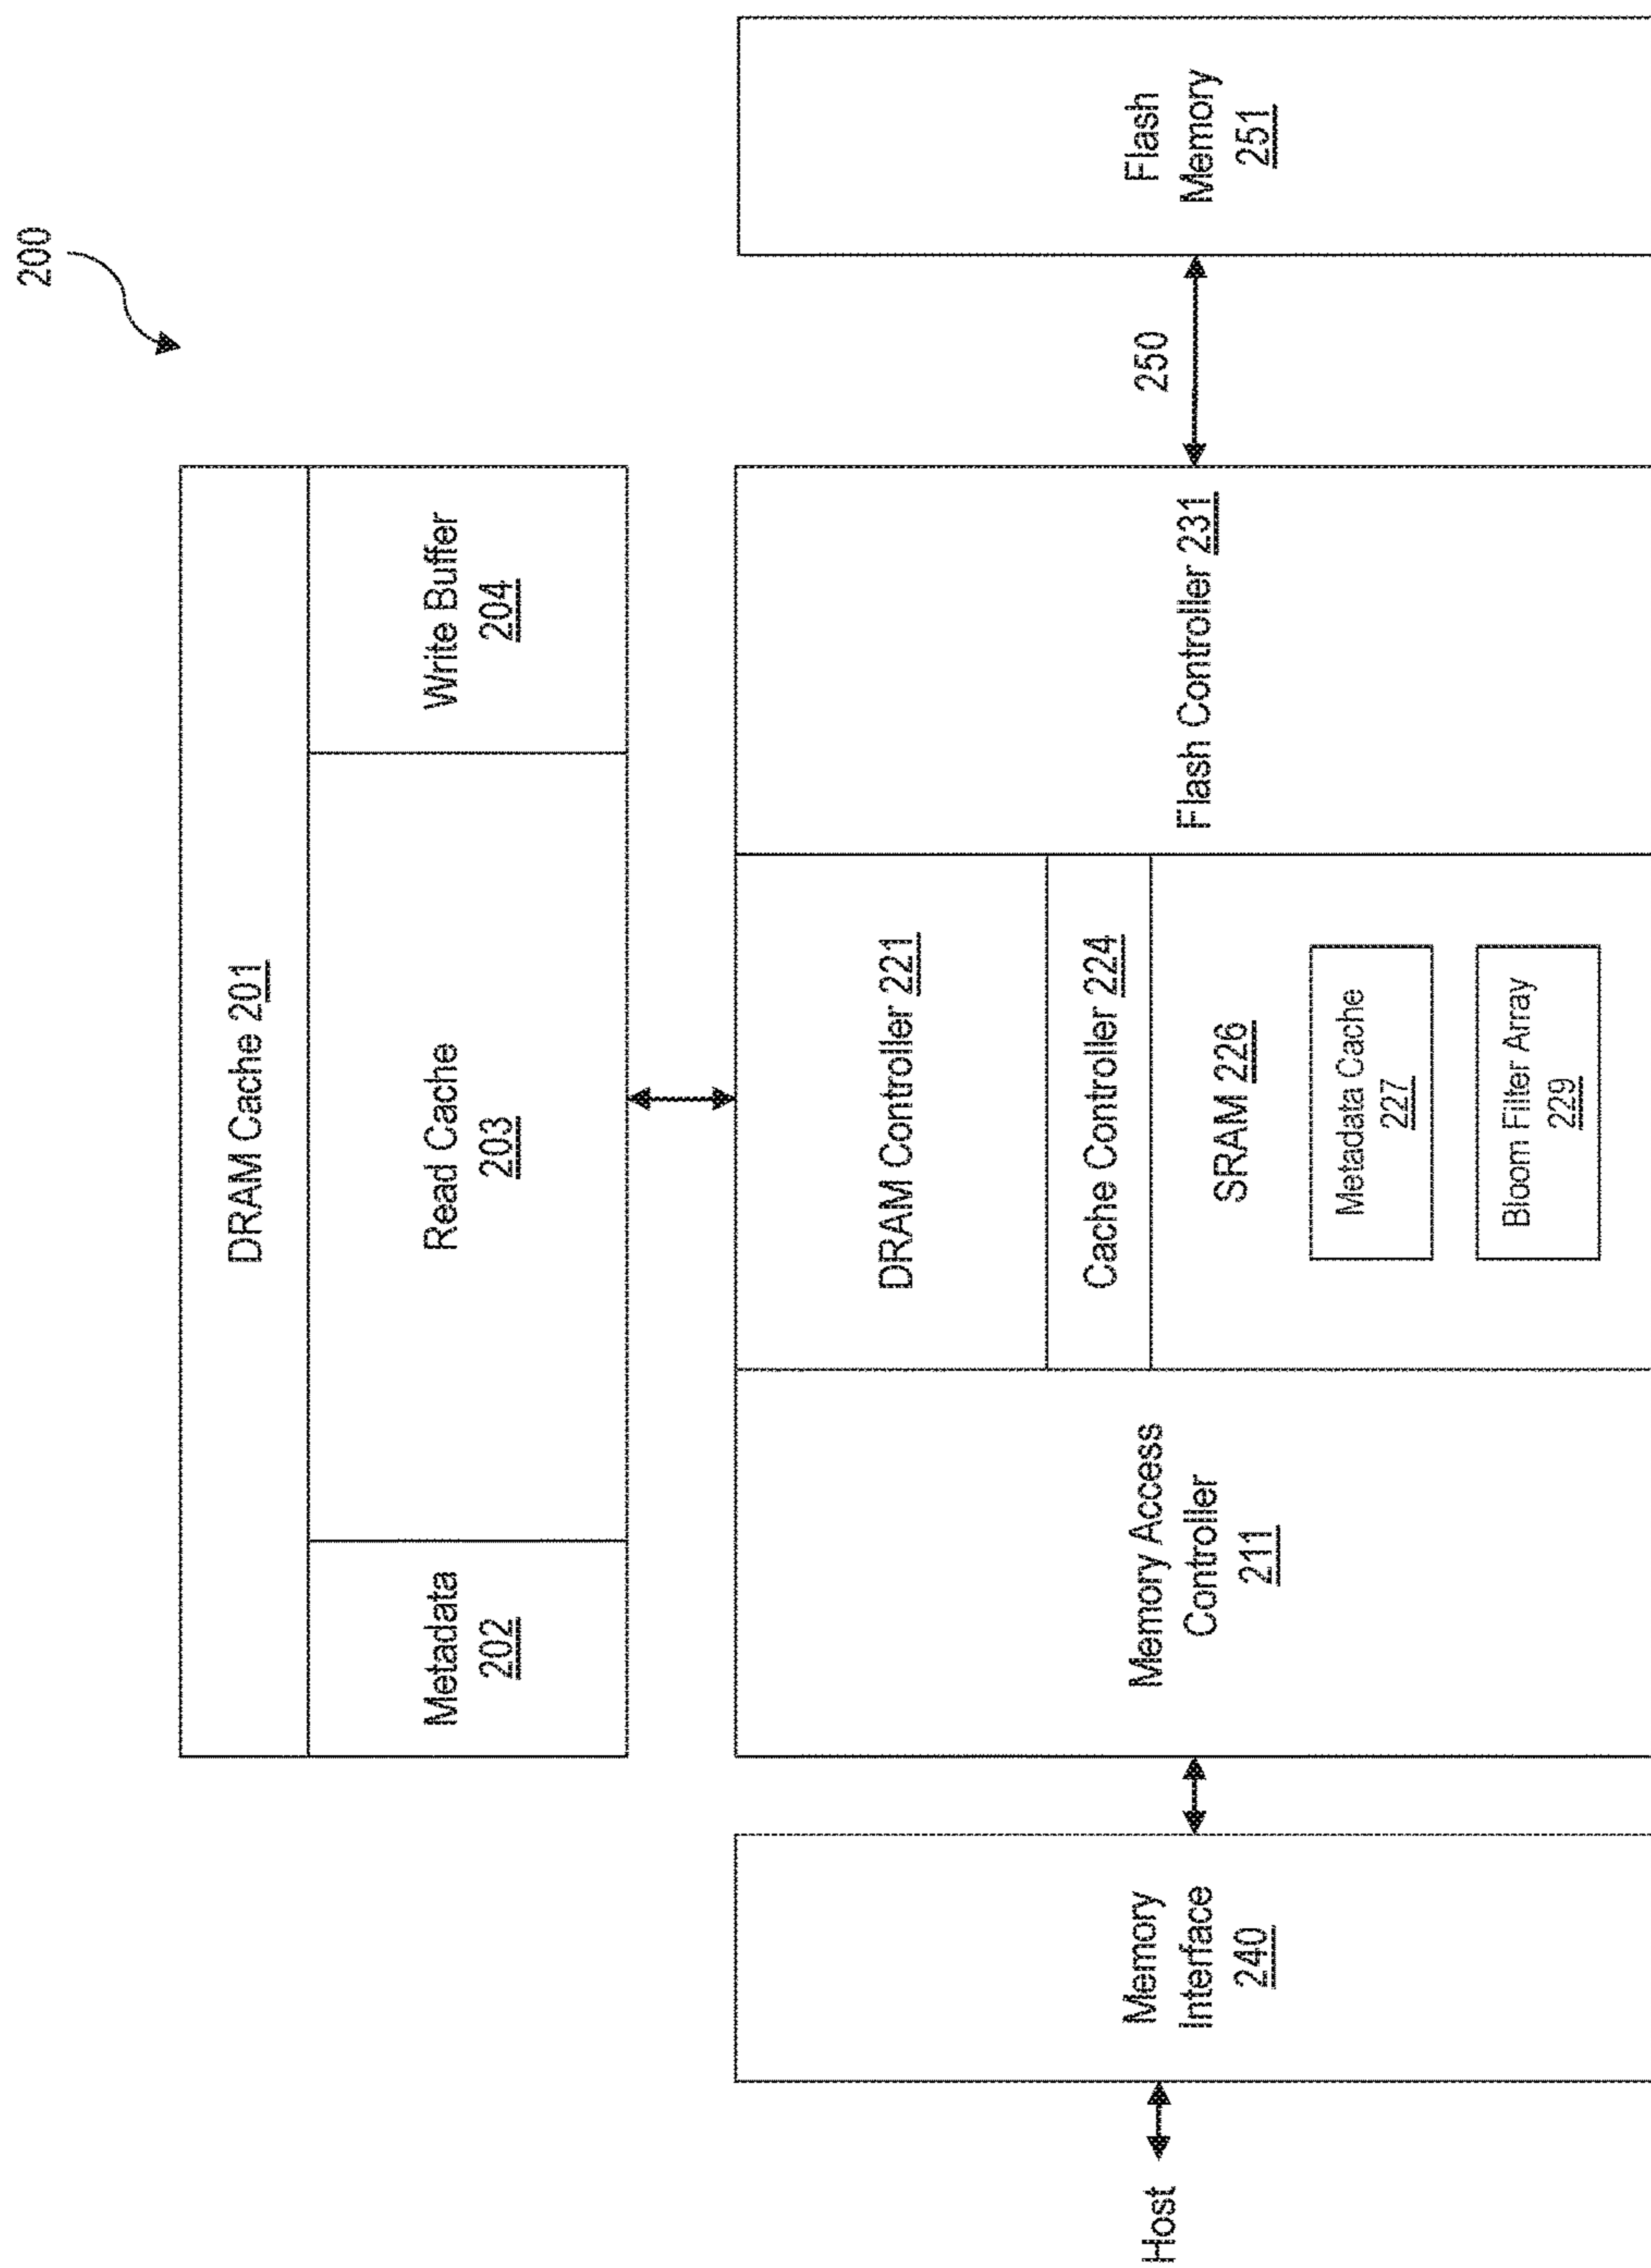 200
DRAM Cache 201
Metadata
202
Read Cache
203
Write Buffer
204
Host
Memory
Interface
240
Memory Access
Controller
211
DRAM Controller 221
Cache Controller 224
SRAM 226
Metadata Cache
227
Bloom Filter Array
229
Flash Controller 231
250
Flash
Memory
251